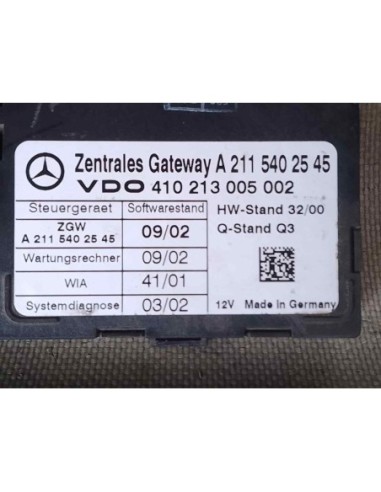 Zentrales Gateway A 211 540 25 45
VDO 410 213 005 002
Steuergeraet Softwarestand HW-Stand 32/00
ZGW
A 211 540 25 45 09/02 Q-Stand Q3
Wartungsrechner 09/02
WIA 41/01
Systemdiagnose 03/02 12V Made In Germany